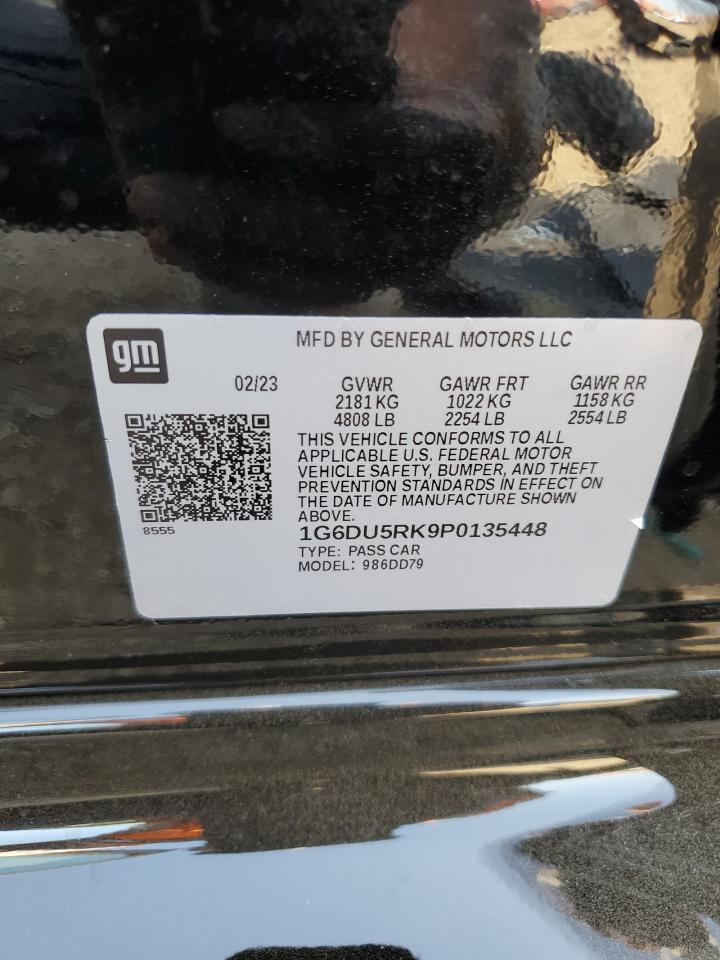 gm
MFD BY GENERAL MOTORS LLC
02/23 GVWR GAWR FRT GAWR RR
2181 KG 1022 KG 1158 KG
4808 LB 2254 LB 2554 LB
THIS VEHICLE CONFORMS TO ALL
APPLICABLE U.S. FEDERAL MOTOR
VEHICLE SAFETY, BUMPER, AND THEFT
PREVENTION STANDARDS IN EFFECT ON
THE DATE OF MANUFACTURE SHOWN
ABOVE.
8555
1G6DU5RK9P0135448
TYPE: PASS CAR
MODEL: 986DD79